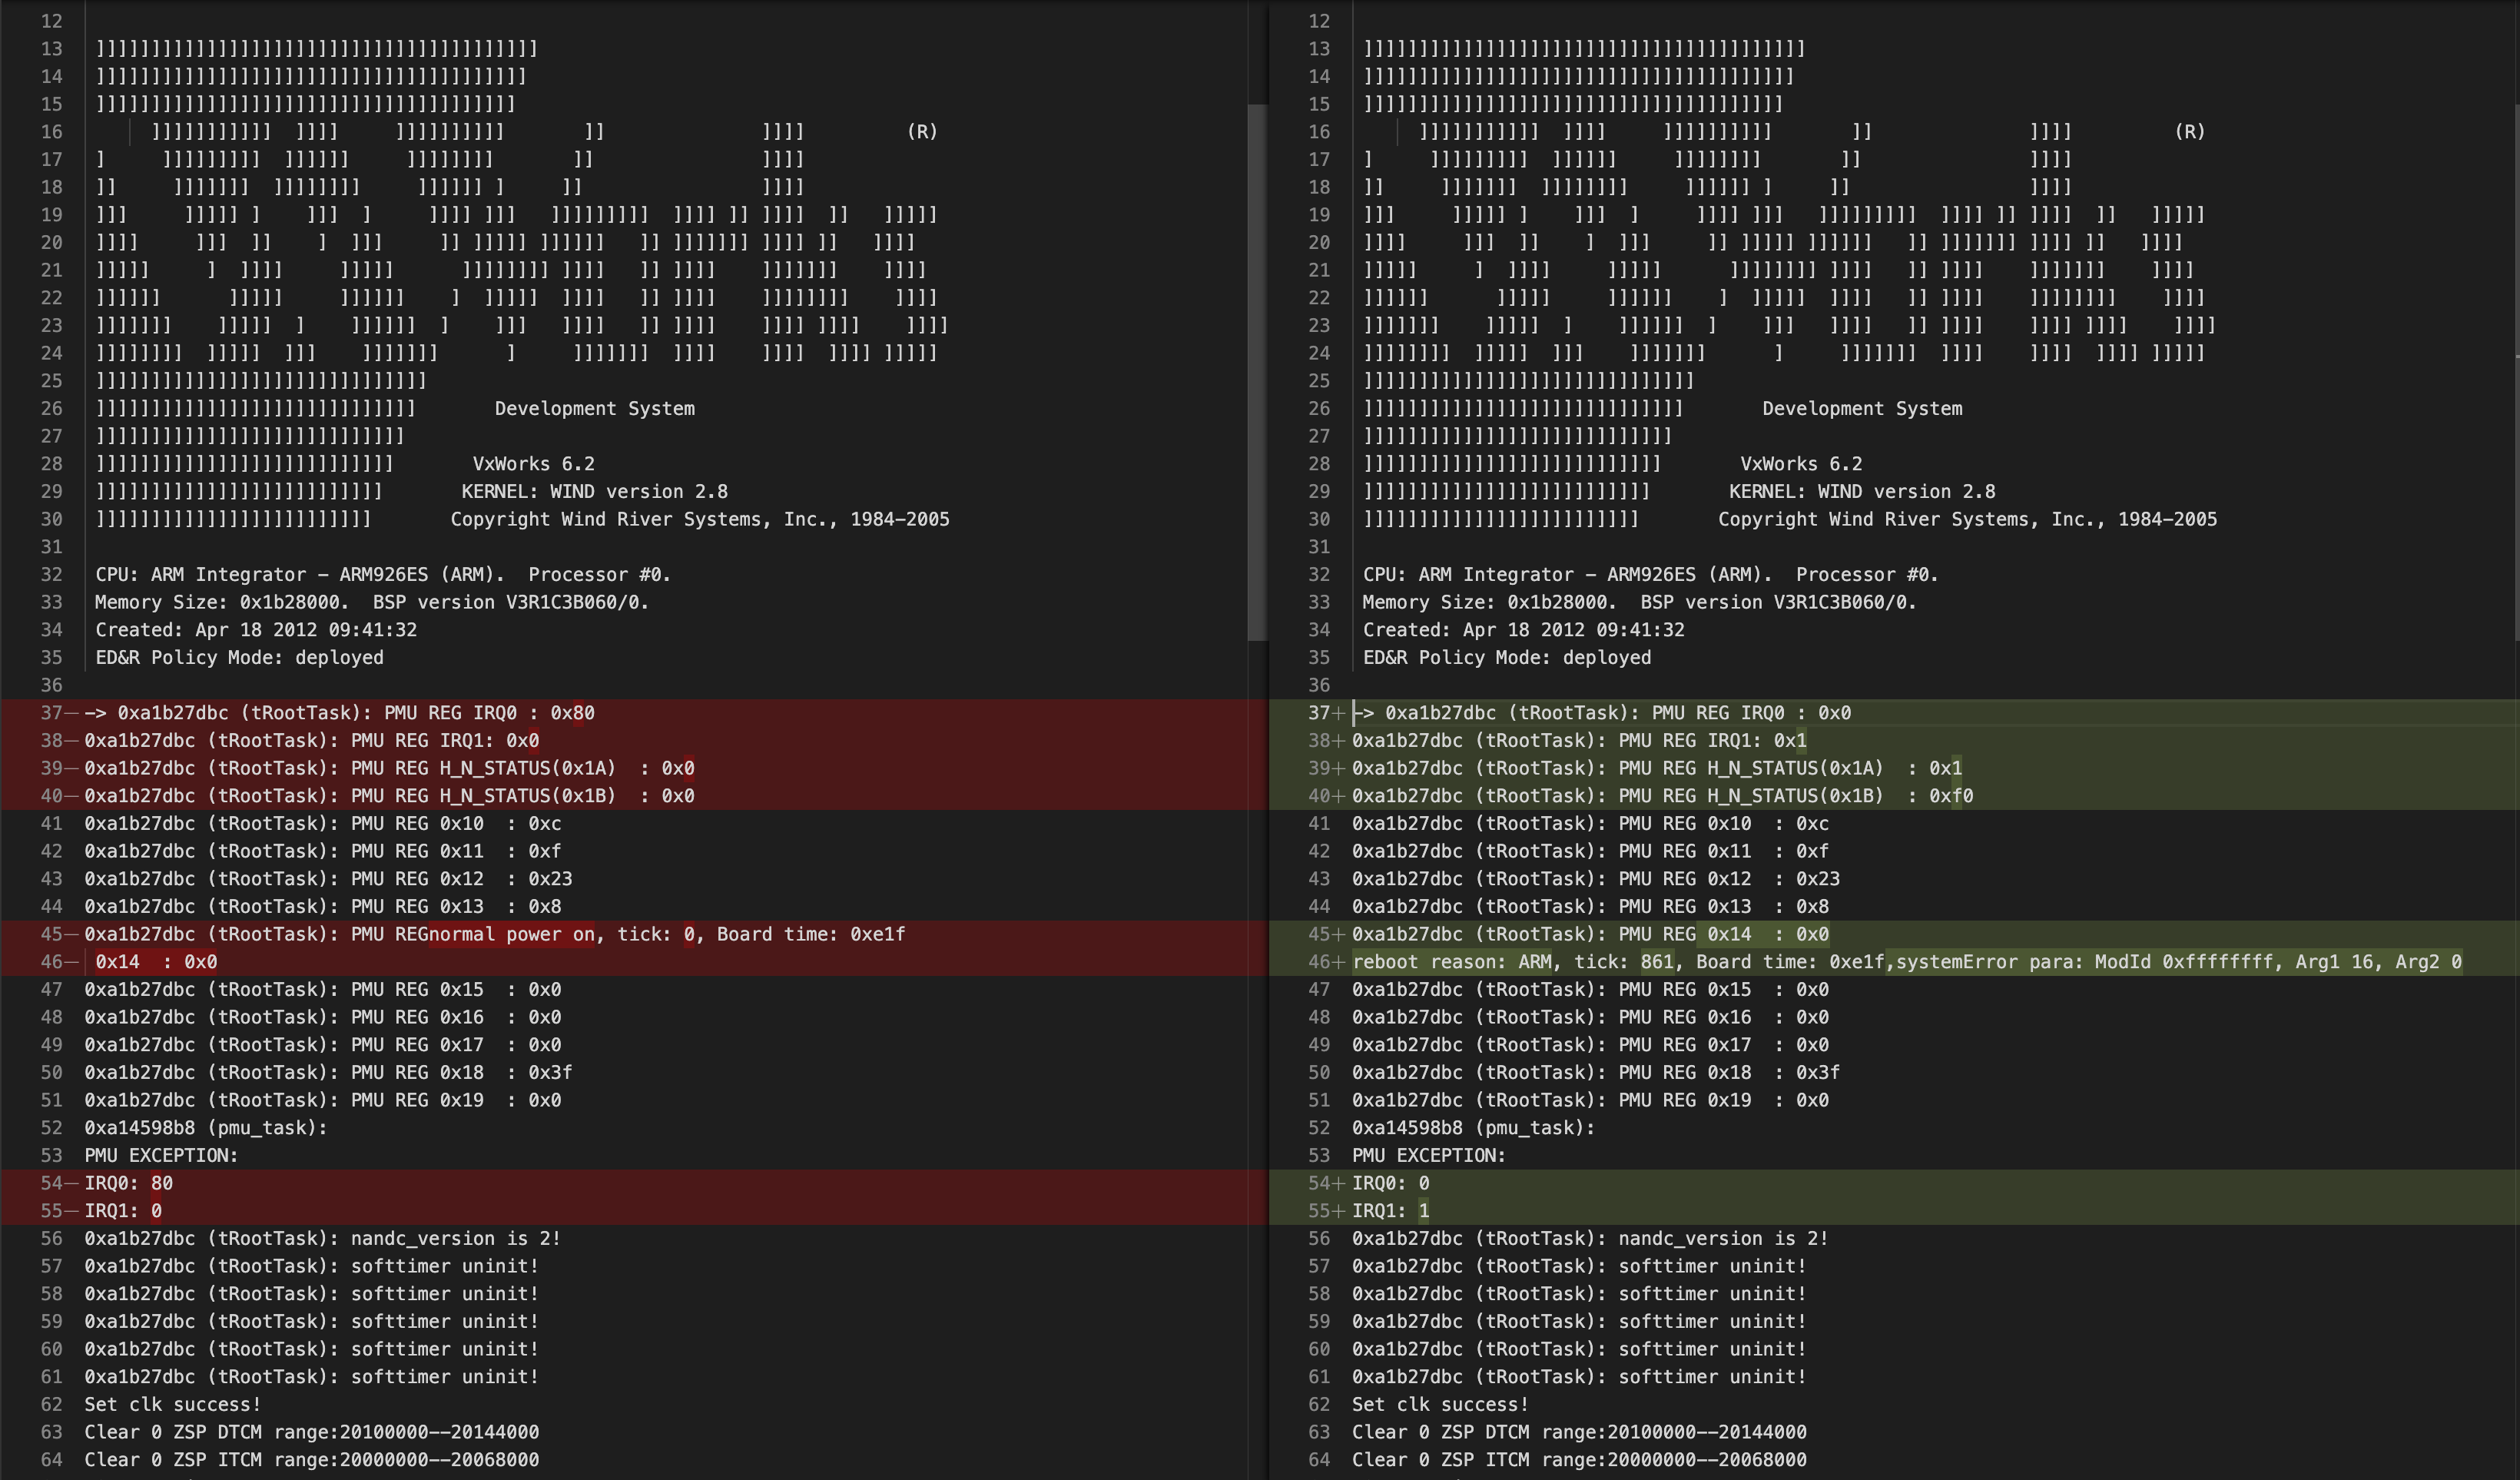 12
13 ]]]]]]]]]]]]]]]]]]]]]]]]]]]]]]]]]]]]]]]]
14 ]]]]]]]]]]]]]]]]]]]]]]]]]]]]]]]]]]]]]]]
15 ]]]]]]]]]]]]]]]]]]]]]]]]]]]]]]]]]]]]]]
16      ]]]]]]]]]]]  ]]]]     ]]]]]]]]]]       ]]              ]]]]         (R)
17 ]     ]]]]]]]]]  ]]]]]]     ]]]]]]]]       ]]               ]]]]
18 ]]     ]]]]]]]  ]]]]]]]]     ]]]]]] ]     ]]                ]]]]
19 ]]]     ]]]]] ]    ]]]  ]     ]]]] ]]]   ]]]]]]]]]  ]]]] ]] ]]]]  ]]   ]]]]]
20 ]]]]     ]]]  ]]    ]  ]]]     ]] ]]]]] ]]]]]]   ]] ]]]]]]] ]]]] ]]   ]]]]
21 ]]]]]     ]  ]]]]     ]]]]]      ]]]]]]]] ]]]]   ]] ]]]]    ]]]]]]]    ]]]]
22 ]]]]]]      ]]]]]     ]]]]]]    ]  ]]]]]  ]]]]   ]] ]]]]    ]]]]]]]]    ]]]]
23 ]]]]]]]    ]]]]]  ]    ]]]]]]  ]    ]]]   ]]]]   ]] ]]]]    ]]]] ]]]]    ]]]]
24 ]]]]]]]]  ]]]]]  ]]]    ]]]]]]]      ]     ]]]]]]]  ]]]]    ]]]]  ]]]] ]]]]]
25 ]]]]]]]]]]]]]]]]]]]]]]]]]]]]]]
26 ]]]]]]]]]]]]]]]]]]]]]]]]]]]]]       Development System
27 ]]]]]]]]]]]]]]]]]]]]]]]]]]]]
28 ]]]]]]]]]]]]]]]]]]]]]]]]]]]       VxWorks 6.2
29 ]]]]]]]]]]]]]]]]]]]]]]]]]]       KERNEL: WIND version 2.8
30 ]]]]]]]]]]]]]]]]]]]]]]]]]       Copyright Wind River Systems, Inc., 1984-2005
31
32 CPU: ARM Integrator - ARM926ES (ARM).  Processor #0.
33 Memory Size: 0x1b28000.  BSP version V3R1C3B060/0.
34 Created: Apr 18 2012 09:41:32
35 ED&R Policy Mode: deployed
36
37— -> 0xa1b27dbc (tRootTask): PMU REG IRQ0 : 0x80
38— 0xa1b27dbc (tRootTask): PMU REG IRQ1: 0x0
39— 0xa1b27dbc (tRootTask): PMU REG H_N_STATUS(0x1A)  : 0x0
40— 0xa1b27dbc (tRootTask): PMU REG H_N_STATUS(0x1B)  : 0x0
41 0xa1b27dbc (tRootTask): PMU REG 0x10  : 0xc
42 0xa1b27dbc (tRootTask): PMU REG 0x11  : 0xf
43 0xa1b27dbc (tRootTask): PMU REG 0x12  : 0x23
44 0xa1b27dbc (tRootTask): PMU REG 0x13  : 0x8
45— 0xa1b27dbc (tRootTask): PMU REGnormal power on, tick: 0, Board time: 0xe1f
46— 0x14  : 0x0
47 0xa1b27dbc (tRootTask): PMU REG 0x15  : 0x0
48 0xa1b27dbc (tRootTask): PMU REG 0x16  : 0x0
49 0xa1b27dbc (tRootTask): PMU REG 0x17  : 0x0
50 0xa1b27dbc (tRootTask): PMU REG 0x18  : 0x3f
51 0xa1b27dbc (tRootTask): PMU REG 0x19  : 0x0
52 0xa14598b8 (pmu_task):
53 PMU EXCEPTION:
54— IRQ0: 80
55— IRQ1: 0
56 0xa1b27dbc (tRootTask): nandc_version is 2!
57 0xa1b27dbc (tRootTask): softtimer uninit!
58 0xa1b27dbc (tRootTask): softtimer uninit!
59 0xa1b27dbc (tRootTask): softtimer uninit!
60 0xa1b27dbc (tRootTask): softtimer uninit!
61 0xa1b27dbc (tRootTask): softtimer uninit!
62 Set clk success!
63 Clear 0 ZSP DTCM range:20100000--20144000
64 Clear 0 ZSP ITCM range:20000000--20068000
12
13 ]]]]]]]]]]]]]]]]]]]]]]]]]]]]]]]]]]]]]]]]
14 ]]]]]]]]]]]]]]]]]]]]]]]]]]]]]]]]]]]]]]]
15 ]]]]]]]]]]]]]]]]]]]]]]]]]]]]]]]]]]]]]]
16      ]]]]]]]]]]]  ]]]]     ]]]]]]]]]]       ]]              ]]]]         (R)
17 ]     ]]]]]]]]]  ]]]]]]     ]]]]]]]]       ]]               ]]]]
18 ]]     ]]]]]]]  ]]]]]]]]     ]]]]]] ]     ]]                ]]]]
19 ]]]     ]]]]] ]    ]]]  ]     ]]]] ]]]   ]]]]]]]]]  ]]]] ]] ]]]]  ]]   ]]]]]
20 ]]]]     ]]]  ]]    ]  ]]]     ]] ]]]]] ]]]]]]   ]] ]]]]]]] ]]]] ]]   ]]]]
21 ]]]]]     ]  ]]]]     ]]]]]      ]]]]]]]] ]]]]   ]] ]]]]    ]]]]]]]    ]]]]
22 ]]]]]]      ]]]]]     ]]]]]]    ]  ]]]]]  ]]]]   ]] ]]]]    ]]]]]]]]    ]]]]
23 ]]]]]]]    ]]]]]  ]    ]]]]]]  ]    ]]]   ]]]]   ]] ]]]]    ]]]] ]]]]    ]]]]
24 ]]]]]]]]  ]]]]]  ]]]    ]]]]]]]      ]     ]]]]]]]  ]]]]    ]]]]  ]]]] ]]]]]
25 ]]]]]]]]]]]]]]]]]]]]]]]]]]]]]]
26 ]]]]]]]]]]]]]]]]]]]]]]]]]]]]]       Development System
27 ]]]]]]]]]]]]]]]]]]]]]]]]]]]]
28 ]]]]]]]]]]]]]]]]]]]]]]]]]]]       VxWorks 6.2
29 ]]]]]]]]]]]]]]]]]]]]]]]]]]       KERNEL: WIND version 2.8
30 ]]]]]]]]]]]]]]]]]]]]]]]]]       Copyright Wind River Systems, Inc., 1984-2005
31
32 CPU: ARM Integrator - ARM926ES (ARM).  Processor #0.
33 Memory Size: 0x1b28000.  BSP version V3R1C3B060/0.
34 Created: Apr 18 2012 09:41:32
35 ED&R Policy Mode: deployed
36
37+ -> 0xa1b27dbc (tRootTask): PMU REG IRQ0 : 0x0
38+ 0xa1b27dbc (tRootTask): PMU REG IRQ1: 0x1
39+ 0xa1b27dbc (tRootTask): PMU REG H_N_STATUS(0x1A)  : 0x1
40+ 0xa1b27dbc (tRootTask): PMU REG H_N_STATUS(0x1B)  : 0xf0
41 0xa1b27dbc (tRootTask): PMU REG 0x10  : 0xc
42 0xa1b27dbc (tRootTask): PMU REG 0x11  : 0xf
43 0xa1b27dbc (tRootTask): PMU REG 0x12  : 0x23
44 0xa1b27dbc (tRootTask): PMU REG 0x13  : 0x8
45+ 0xa1b27dbc (tRootTask): PMU REG 0x14  : 0x0
46+ reboot reason: ARM, tick: 861, Board time: 0xe1f,systemError para: ModId 0xffffffff, Arg1 16, Arg2 0
47 0xa1b27dbc (tRootTask): PMU REG 0x15  : 0x0
48 0xa1b27dbc (tRootTask): PMU REG 0x16  : 0x0
49 0xa1b27dbc (tRootTask): PMU REG 0x17  : 0x0
50 0xa1b27dbc (tRootTask): PMU REG 0x18  : 0x3f
51 0xa1b27dbc (tRootTask): PMU REG 0x19  : 0x0
52 0xa14598b8 (pmu_task):
53 PMU EXCEPTION:
54+ IRQ0: 0
55+ IRQ1: 1
56 0xa1b27dbc (tRootTask): nandc_version is 2!
57 0xa1b27dbc (tRootTask): softtimer uninit!
58 0xa1b27dbc (tRootTask): softtimer uninit!
59 0xa1b27dbc (tRootTask): softtimer uninit!
60 0xa1b27dbc (tRootTask): softtimer uninit!
61 0xa1b27dbc (tRootTask): softtimer uninit!
62 Set clk success!
63 Clear 0 ZSP DTCM range:20100000--20144000
64 Clear 0 ZSP ITCM range:20000000--20068000